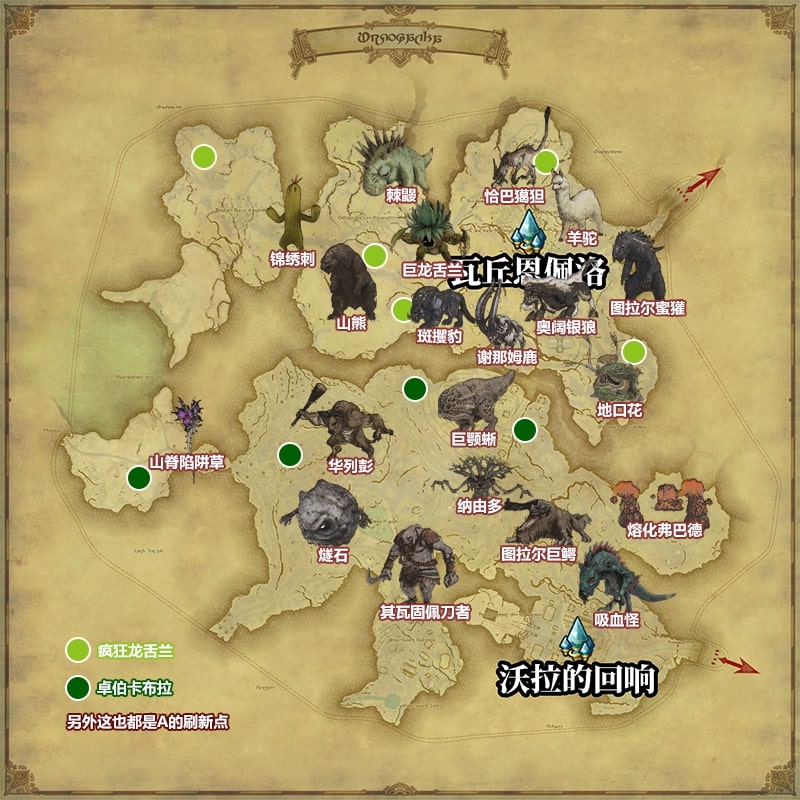 棘鼹
恰巴獦狚
羊驼
锦绣刺
巨龙舌兰
瓦丘恩佩洛
图拉尔蜜獾
山熊
斑攫豹
奥阔银狼
谢那姆鹿
地口花
巨颚蜥
山脊陷阱草
华列彭
纳由多
熔化弗巴德
燧石
图拉尔巨鳄
其瓦固佩刀者
吸血怪
沃拉的回响
疯狂龙舌兰
卓伯卡布拉
另外这也都是A的刷新点